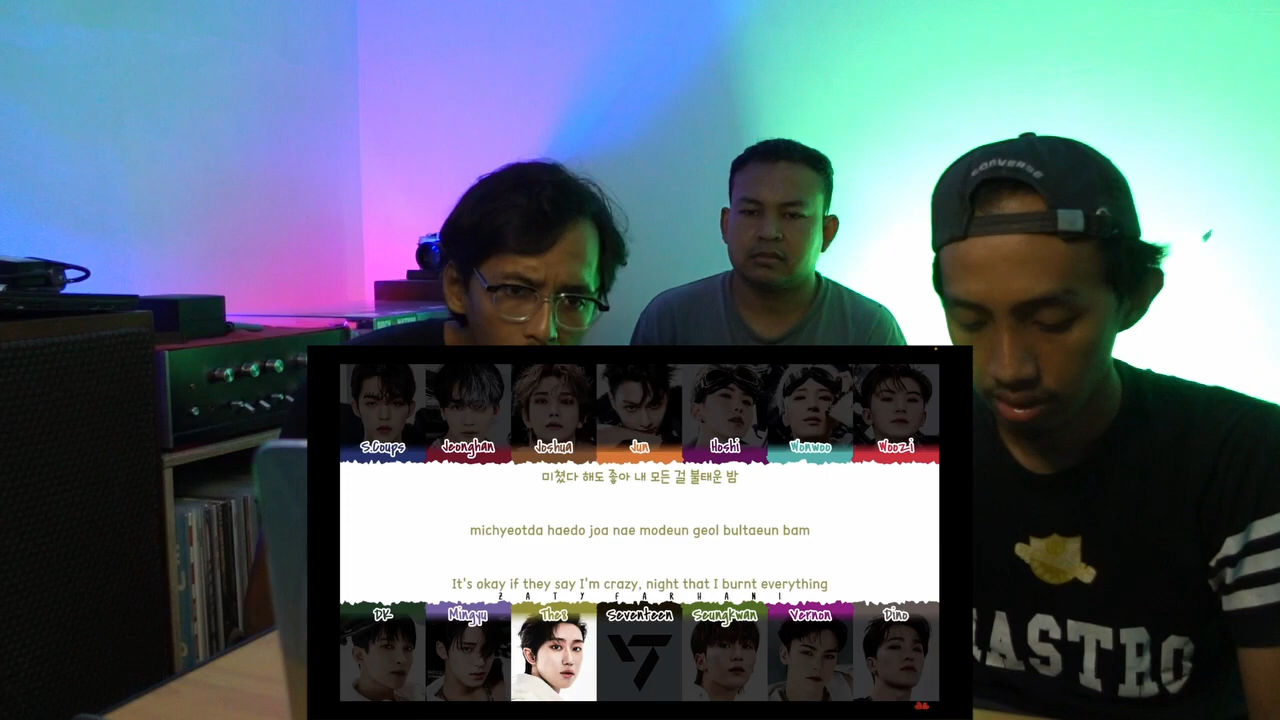 CONVERSE
S.Coups Jeonghan Joshua Jun Hoshi Wonwoo Woozi
미쳤다 해도 좋아 내 모든 걸 불태운 밤
michyeotda haedo joa nae modeun geol bultaeun bam
It's okay if they say I'm crazy, night that I burnt everything
ZATY FARHANI
DK Mingyu The8 Seventeen Seungkwan Vernon Dino